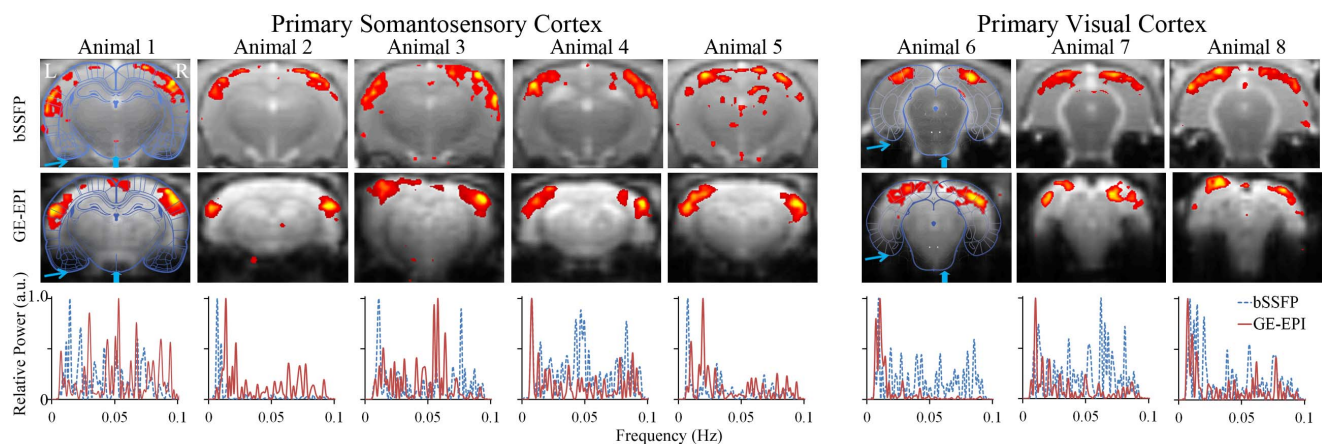 Primary Somantosensory Cortex
Primary Visual Cortex
Animal 1
Animal 2
Animal 3
Animal 4
Animal 5
Animal 6
Animal 7
Animal 8
L
R
bSSFP
GE-EPI
Relative Power (a.u.)
1.0
0
bSSFP
GE-EPI
0 0.05 0.1
0 0.05 0.1
0 0.05 0.1
0 0.05 0.1
0 0.05 0.1
0 0.05 0.1
0 0.05 0.1
0 0.05 0.1
Frequency (Hz)